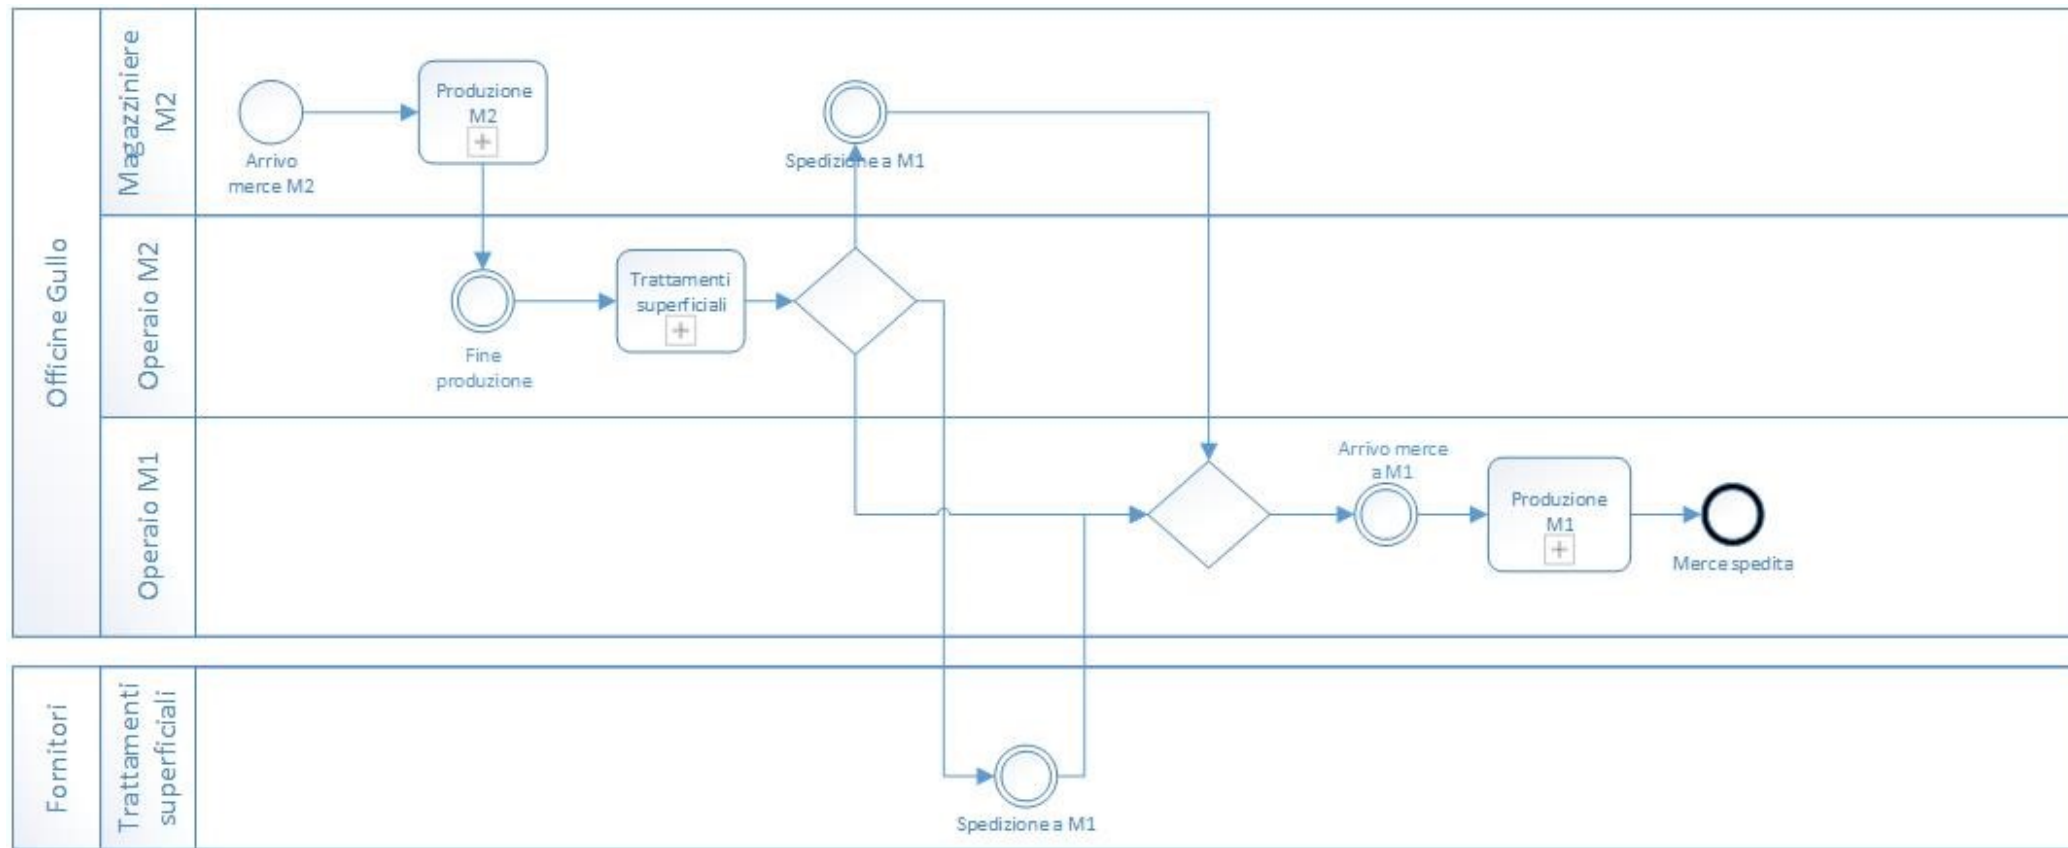 Officine Gullo
Magazziniere
M2
Arrivo
merce M2
Produzione
M2
Spedizione a M1
Operaio M2
Fine
produzione
Trattamenti
superficiali
Operaio M1
Arrivo merce
a M1
Produzione
M1
Merce spedita
Fornitori
Trattamenti
superficiali
Spedizione a M1